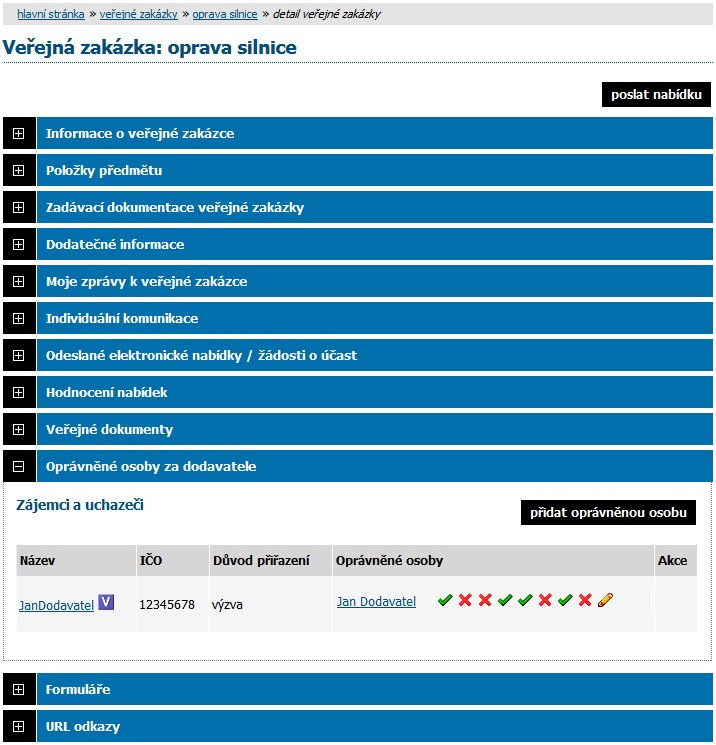 hlavní stránka » veřejné zakázky » oprava silnice » detail veřejné zakázky
Veřejná zakázka: oprava silnice
poslat nabídku
Informace o veřejné zakázce
Položky předmětu
Zadávací dokumentace veřejné zakázky
Dodatečné informace
Moje zprávy k veřejné zakázce
Individuální komunikace
Odeslané elektronické nabídky / žádosti o účast
Hodnocení nabídek
Veřejné dokumenty
Oprávněné osoby za dodavatele
Zájemci a uchazeči
přidat oprávněnou osobu
Název IČO Důvod přiřazení Oprávněné osoby Akce
JanDodavatel V 12345678 výzva Jan Dodavatel
Formuláře
URL odkazy